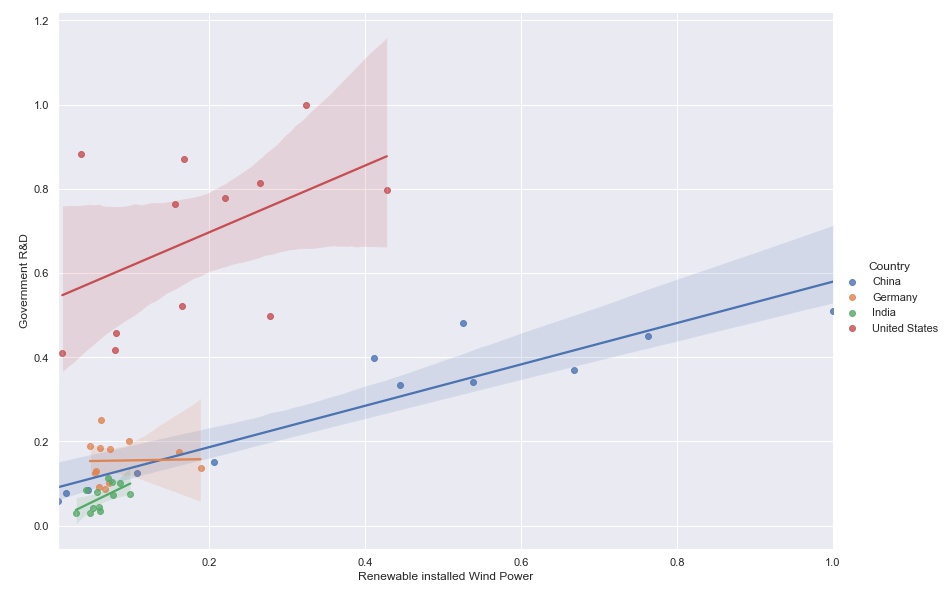 1.2
1.0
0.8
0.6
0.4
0.2
0.0
Government R&D
0.2
0.4
0.6
0.8
1.0
Renewable installed Wind Power
Country
China
Germany
India
United States